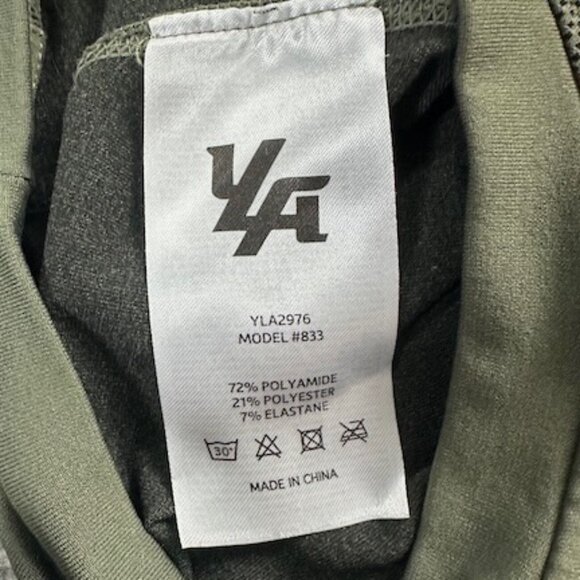 YLA
YLA2976
MODEL #833
72% POLYAMIDE
21% POLYESTER
7% ELASTANE
30°
MADE IN CHINA